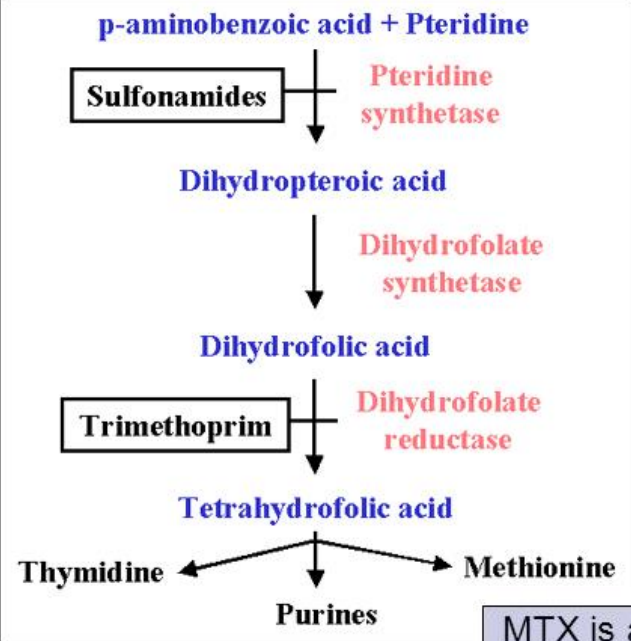 p-aminobenzoic acid + Pteridine
Sulfonamides
Pteridine
synthetase
Dihydropteroic acid
Dihydrofolate
synthetase
Dihydrofolic acid
Trimethoprim
Dihydrofolate
reductase
Tetrahydrofolic acid
Thymidine
Methionine
Purines
MTX is